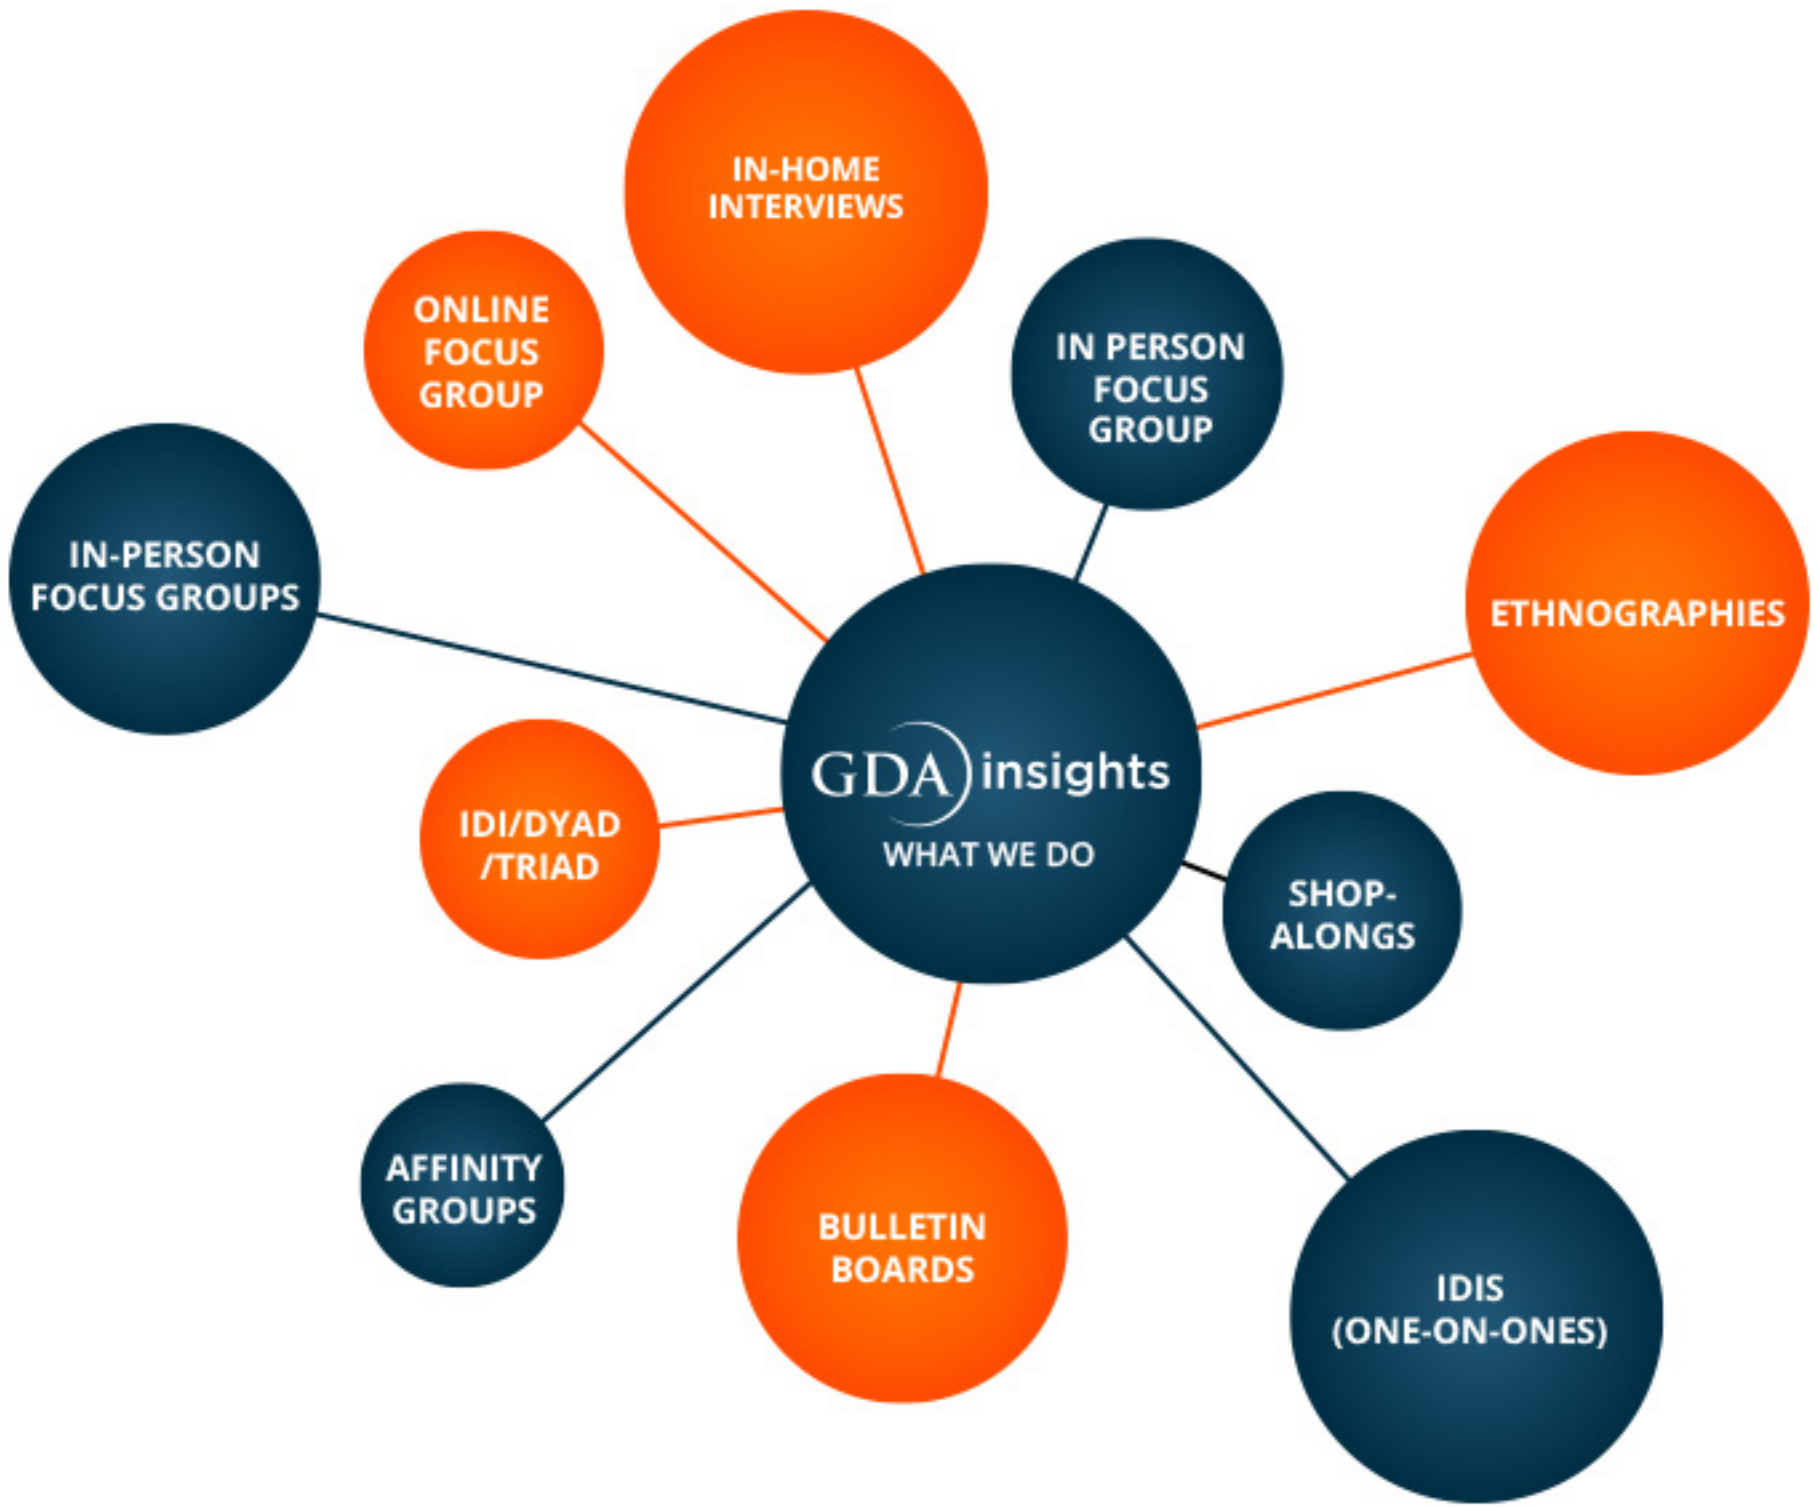 IN-HOME
INTERVIEWS
ONLINE
FOCUS
GROUP
IN PERSON
FOCUS
GROUP
IN-PERSON
FOCUS GROUPS
ETHNOGRAPHIES
GDA insights
WHAT WE DO
IDI/DYAD
/TRIAD
SHOP-
ALONGS
AFFINITY
GROUPS
BULLETIN
BOARDS
IDIS
(ONE-ON-ONES)